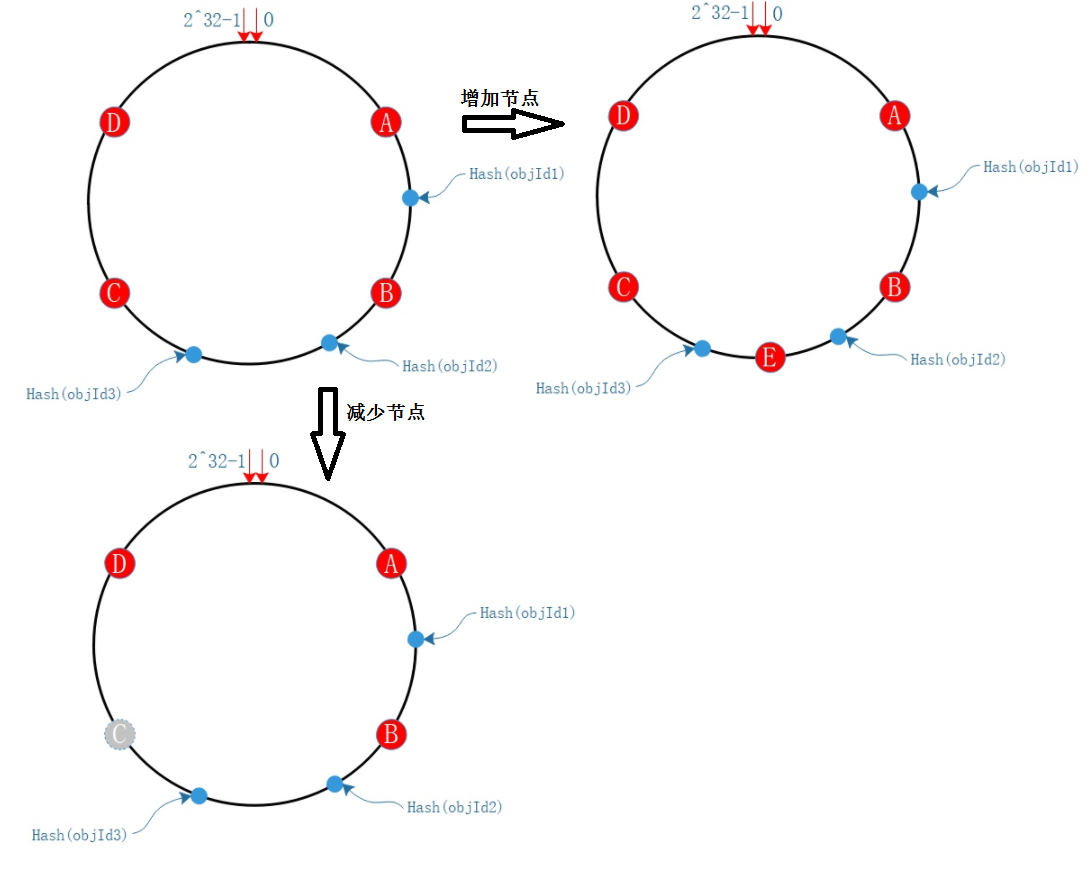 2^32-1 0
D
A
Hash(objId1)
C
B
Hash(objId2)
Hash(objId3)
增加节点
2^32-1 0
D
A
Hash(objId1)
C
B
E
Hash(objId2)
Hash(objId3)
减少节点
2^32-1 0
D
A
Hash(objId1)
C
B
Hash(objId2)
Hash(objId3)